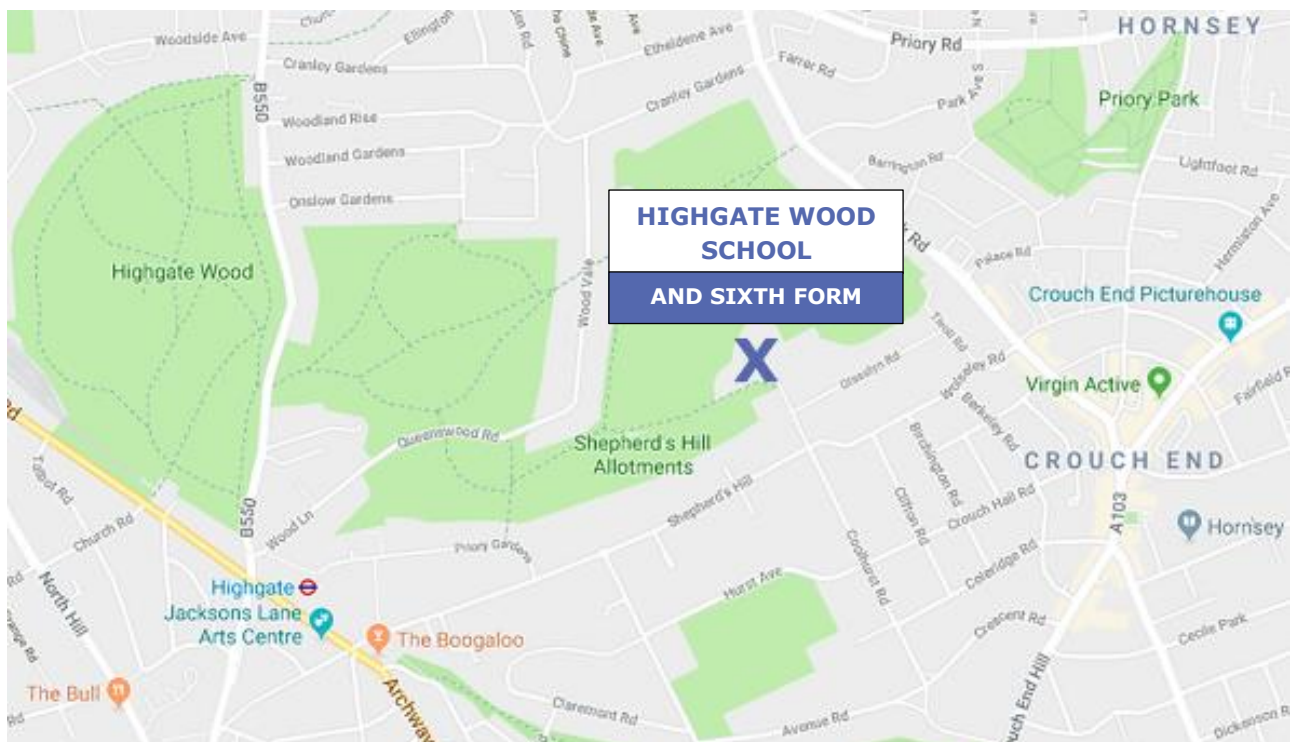 HORNSEY
Woodside Ave
Ellington
Etheldene Ave
Priory Rd
Farrer Rd
Cranley Gardens
B550
Cranley Gardens
Park Ave S
Priory Park
Woodland Rise
Woodland Gardens
Barrington Rd
Lightfoot Rd
Onslow Gardens
HIGHGATE WOOD
SCHOOL
AND SIXTH FORM
Hermiston Ave
Rd
Palace Rd
Highgate Wood
Wood Vale
Crouch End Picturehouse
X
Tivoli Rd
Glasslyn Rd
Wolseley Rd
Virgin Active
Fairfield R
Berkeley Rd
Queenswood Rd
Shepherd's Hill
Allotments
Birchington Rd
CROUCH END
Talbot Rd
Shepherd's Hill
Clifton Rd
Crouch Hall Rd
A103
Church Rd
B550
Wood Ln
Priory Gardens
Coolhurst Rd
Hornsey
Coleridge Rd
North Hill
Highgate
Hurst Ave
Jacksons Lane
Arts Centre
The Boogaloo
Crescent Rd
Cecile Park
The Bull
Archway
Claremont Rd
Avenue Rd
Crouch End Hill
Dickenson R